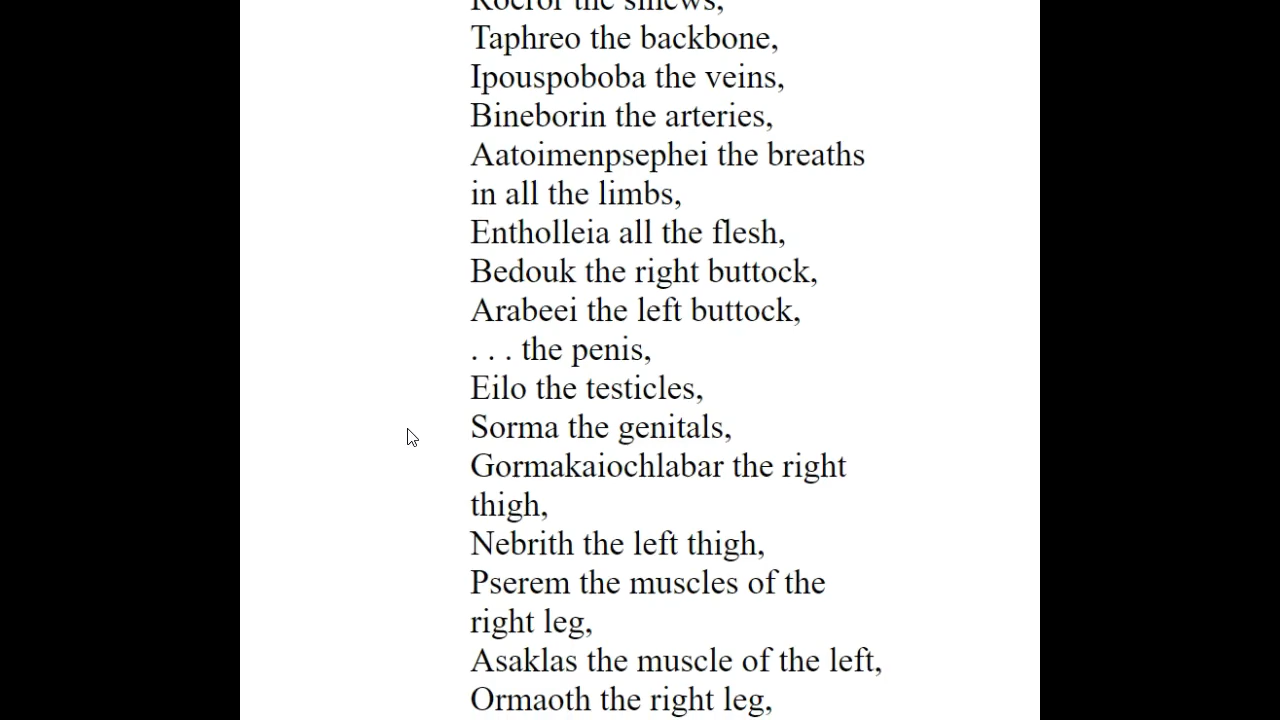 Roeror the sinews,
Taphreo the backbone,
Ipouspoboba the veins,
Bineborin the arteries,
Aatoimenpsephei the breaths
in all the limbs,
Entholleia all the flesh,
Bedouk the right buttock,
Arabeei the left buttock,
. . . the penis,
Eilo the testicles,
Sorma the genitals,
Gormakaiochlabar the right
thigh,
Nebrith the left thigh,
Pserem the muscles of the
right leg,
Asaklas the muscle of the left,
Ormaoth the right leg,